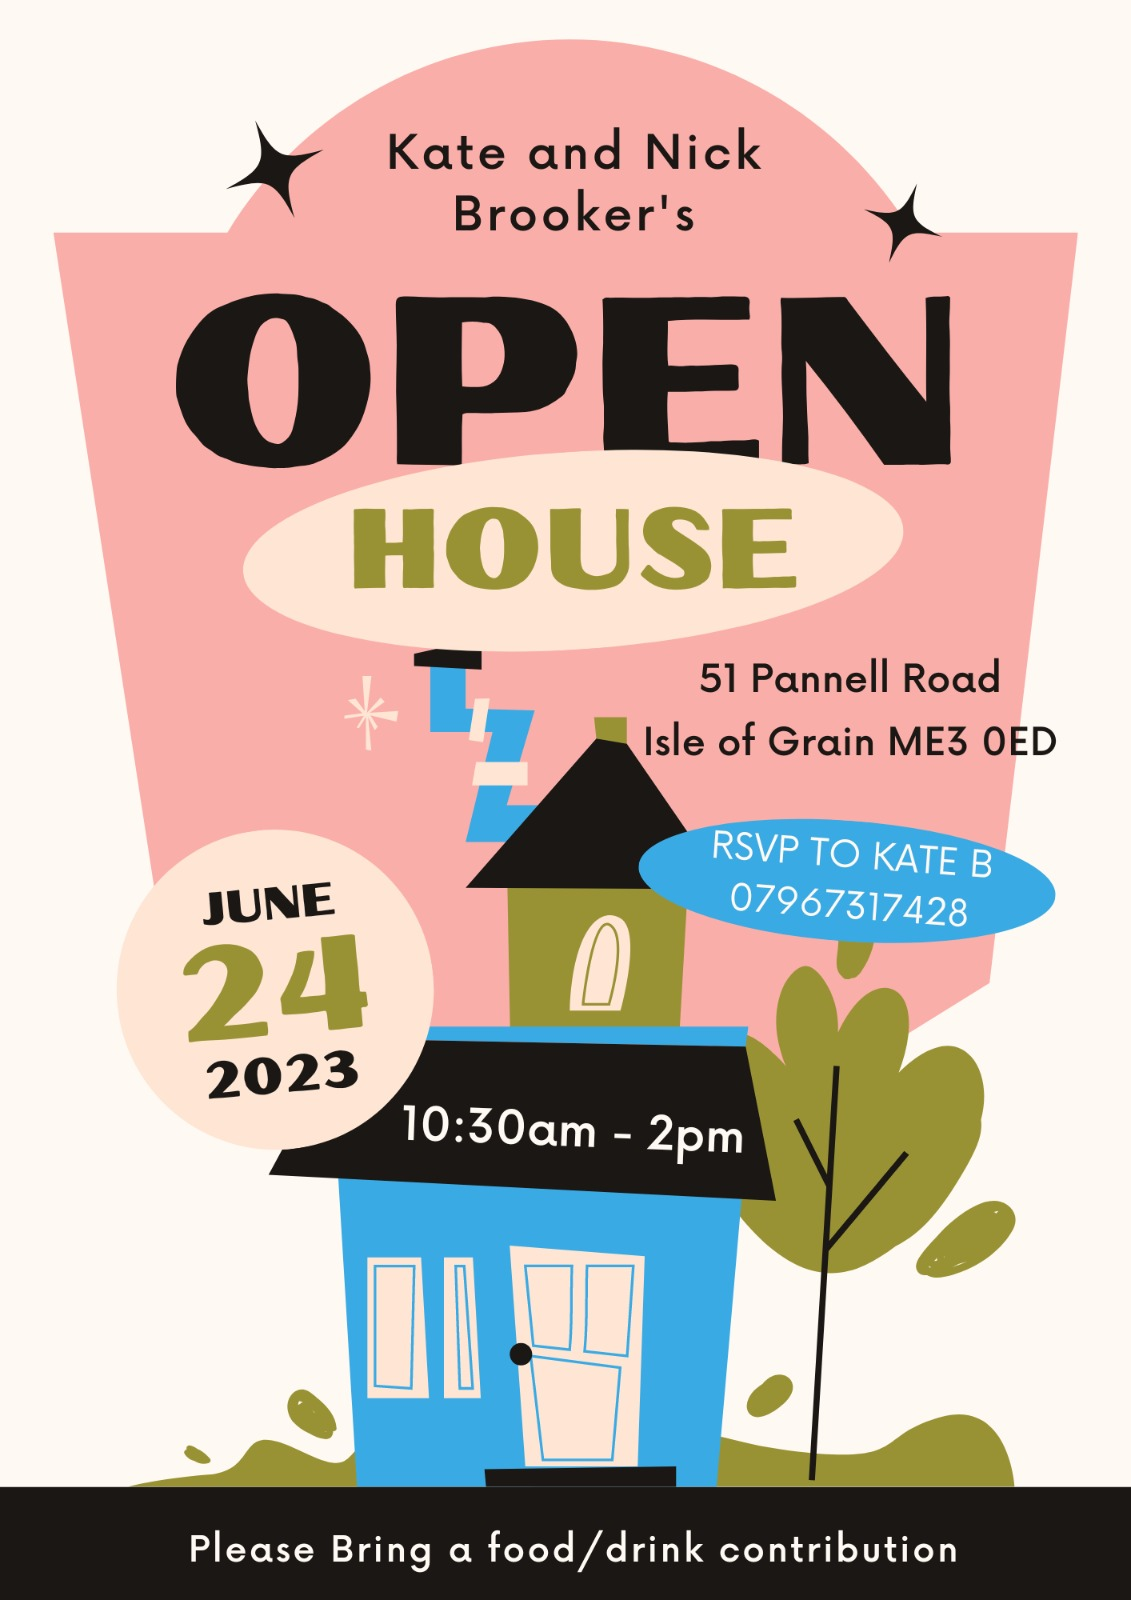 Kate and Nick
Brooker's
OPEN
HOUSE
51 Pannell Road
Isle of Grain ME3 0ED
RSVP TO KATE B
07967317428
JUNE
24
2023
10:30am - 2pm
Please Bring a food/drink contribution